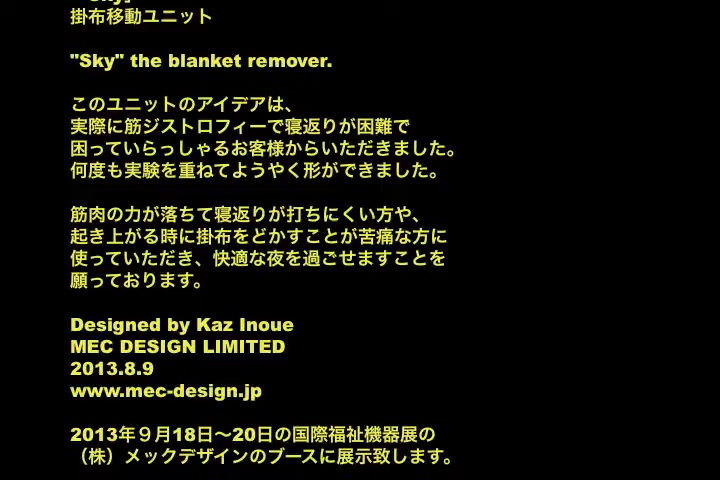 掛布移動ユニット
"Sky" the blanket remover.
このユニットのアイデアは、
実際に筋ジストロフィーで寝返りが困難で
困っていらっしゃるお客様からいただきました。
何度も実験を重ねてようやく形ができました。
筋肉の力が落ちて寝返りが打ちにくい方や、
起き上がる時に掛布をどかすことが苦痛な方に
使っていただき、快適な夜を過ごせますことを
願っております。
Designed by Kaz Inoue
MEC DESIGN LIMITED
2013.8.9
www.mec-design.jp
2013年９月18日〜20日の国際福祉機器展の
（株）メックデザインのブースに展示致します。